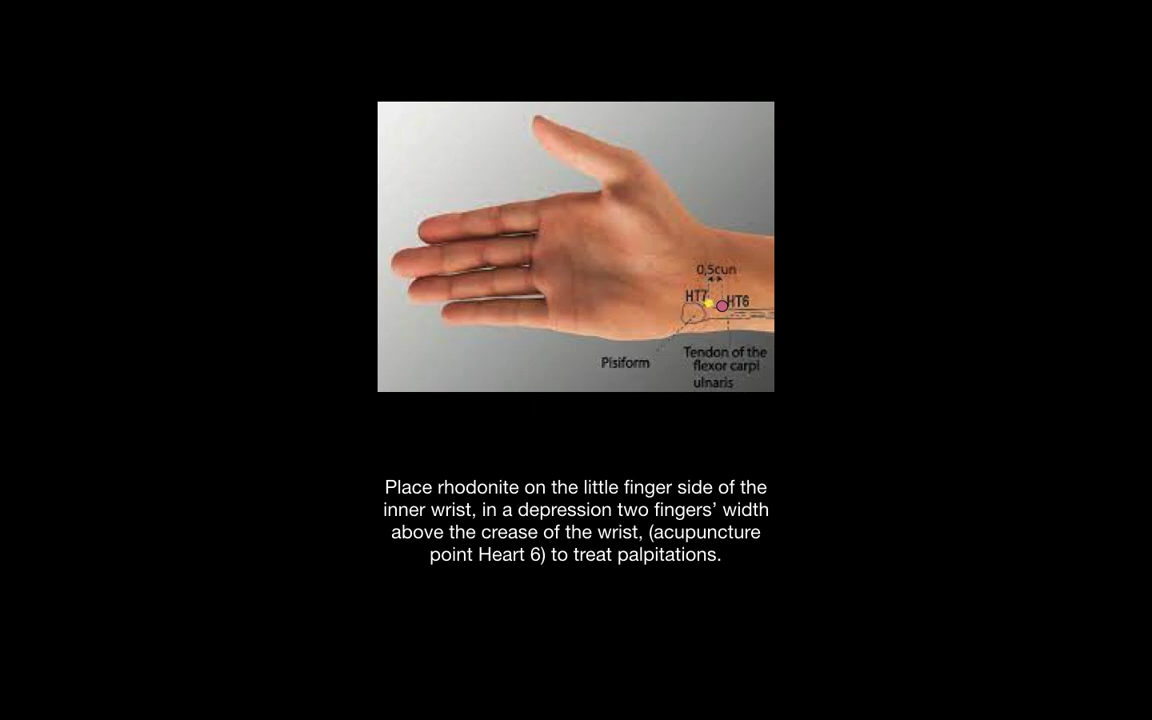 0,5cun
HT7
HT6
Pisiform
Tendon of the
flexor carpi
ulnaris
Place rhodonite on the little finger side of the
inner wrist, in a depression two fingers’ width
above the crease of the wrist, (acupuncture
point Heart 6) to treat palpitations.